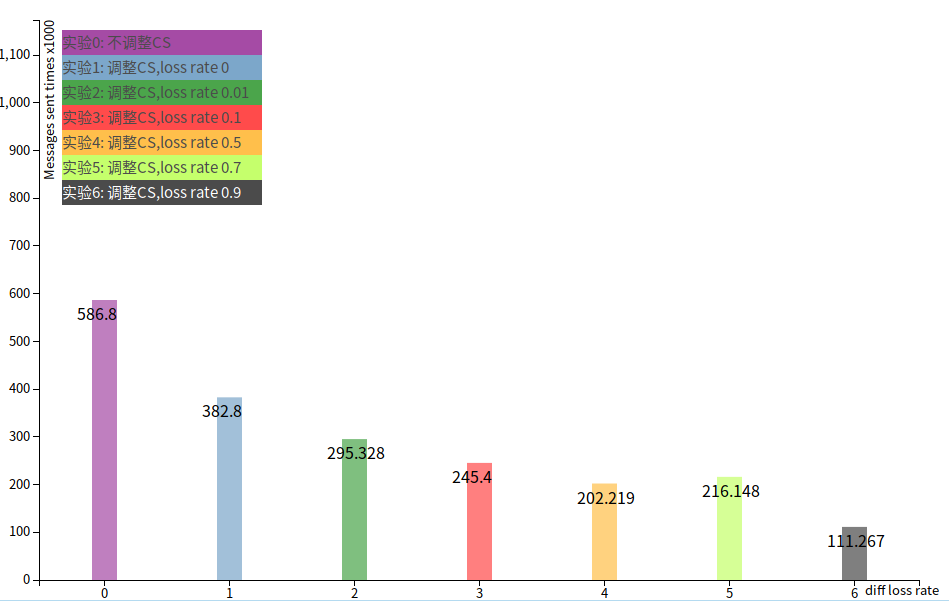 Messages sent times x1000
实验0: 不调整CS
实验1: 调整CS,loss rate 0
实验2: 调整CS,loss rate 0.01
实验3: 调整CS,loss rate 0.1
实验4: 调整CS,loss rate 0.5
实验5: 调整CS,loss rate 0.7
实验6: 调整CS,loss rate 0.9
1,100
1,000
900
800
700
600
500
400
300
200
100
0
586.8
382.8
295.328
245.4
202.219
216.148
111.267
0 1 2 3 4 5 6
diff loss rate